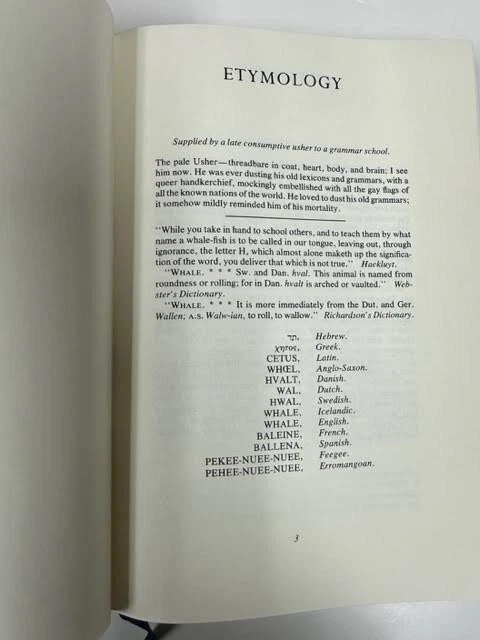 ETYMOLOGY
Supplied by a late consumptive usher to a grammar school.
The pale Usher—threadbare in coat, heart, body, and brain; I see
him now. He was ever dusting his old lexicons and grammars, with a
queer handkerchief, mockingly embellished with all the gay flags of
all the known nations of the world. He loved to dust his old grammars;
it somehow mildly reminded him of his mortality.
"While you take in hand to school others, and to teach them by what
name a whale-fish is to be called in our tongue, leaving out, through
ignorance, the letter H, which almost alone maketh up the significa-
tion of the word, you deliver that which is not true." Hackluyt.
"WHALE. * * * Sw. and Dan. hval. This animal is named from
roundness or rolling; for in Dan. hvalt is arched or vaulted." Web-
ster's Dictionary.
"WHALE. * * * It is more immediately from the Dut. and Ger.
Wallen; A.S. Walw-ian, to roll, to wallow." Richardson's Dictionary.
תד, Hebrew.
χητος, Greek.
CETUS, Latin.
WHŒL, Anglo-Saxon.
HVALT, Danish.
WAL, Dutch.
HWAL, Swedish.
WHALE, Icelandic.
WHALE, English.
BALEINE, French.
BALLENA, Spanish.
PEKEE-NUEE-NUEE, Feegee.
PEHEE-NUEE-NUEE, Erromangoan.
3